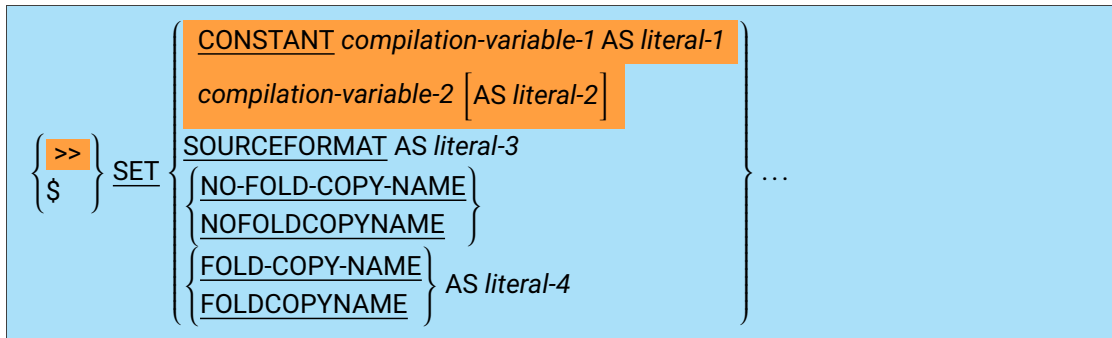 CONSTANT compilation-variable-1 AS literal-1
compilation-variable-2 [AS literal-2]
>>
$
SET
SOURCEFORMAT AS literal-3
...
NO-FOLD-COPY-NAME
NOFOLDCOPYNAME
FOLD-COPY-NAME
FOLDCOPYNAME
AS literal-4